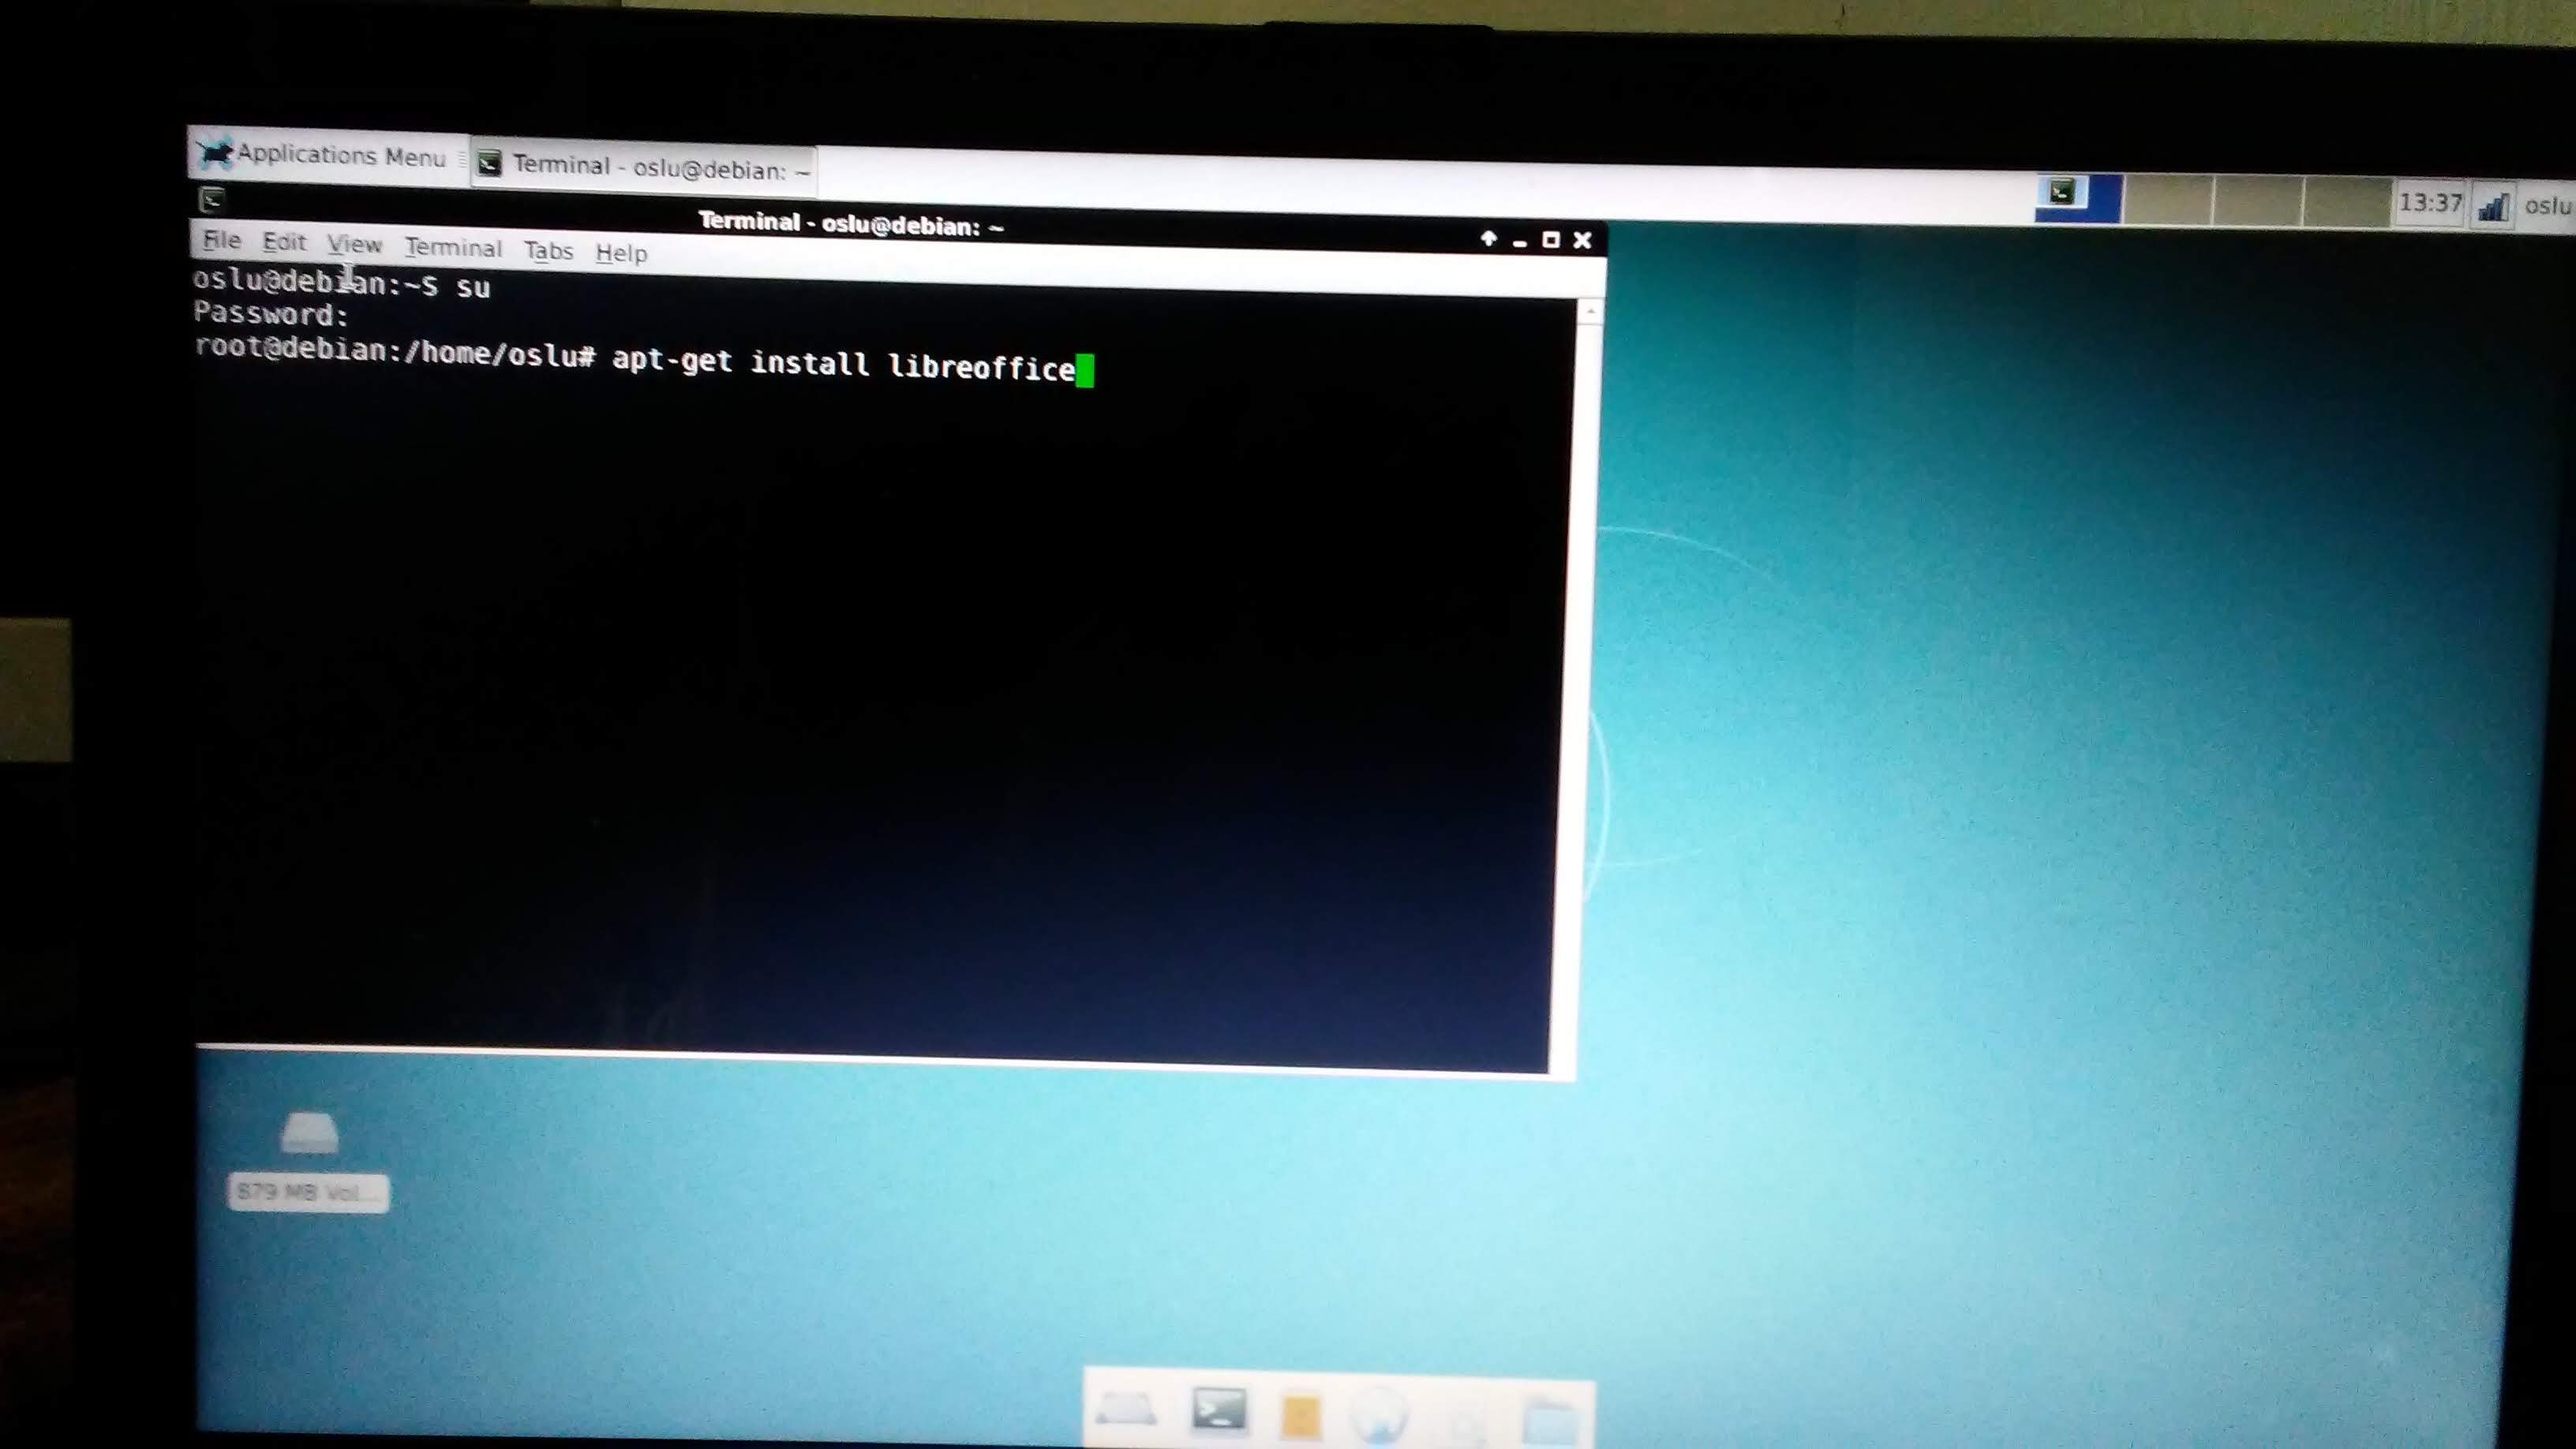 Applications Menu
Terminal - oslu@debian: ~
13:37
oslu
Terminal - oslu@debian: ~
File Edit View Terminal Tabs Help
oslu@debian:~$ su
Password:
root@debian:/home/oslu# apt-get install libreoffice
879 MB Vol...